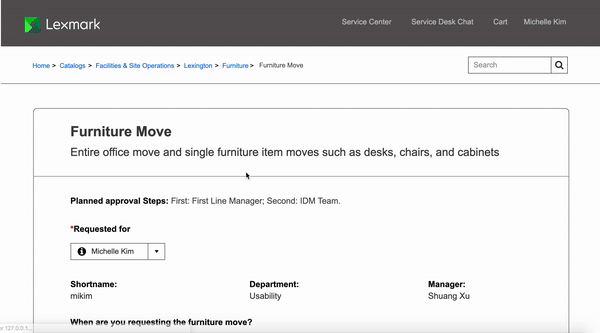 Lexmark
Service Center Service Desk Chat Cart Michelle Kim
Home > Catalogs > Facilities & Site Operations > Lexington > Furniture > Furniture Move
Search
Furniture Move
Entire office move and single furniture item moves such as desks, chairs, and cabinets
Planned approval Steps: First: First Line Manager; Second: IDM Team.
*Requested for
Michelle Kim
Shortname: Department: Manager:
mikim Usability Shuang Xu
When are you requesting the furniture move?
127.0.0.1...